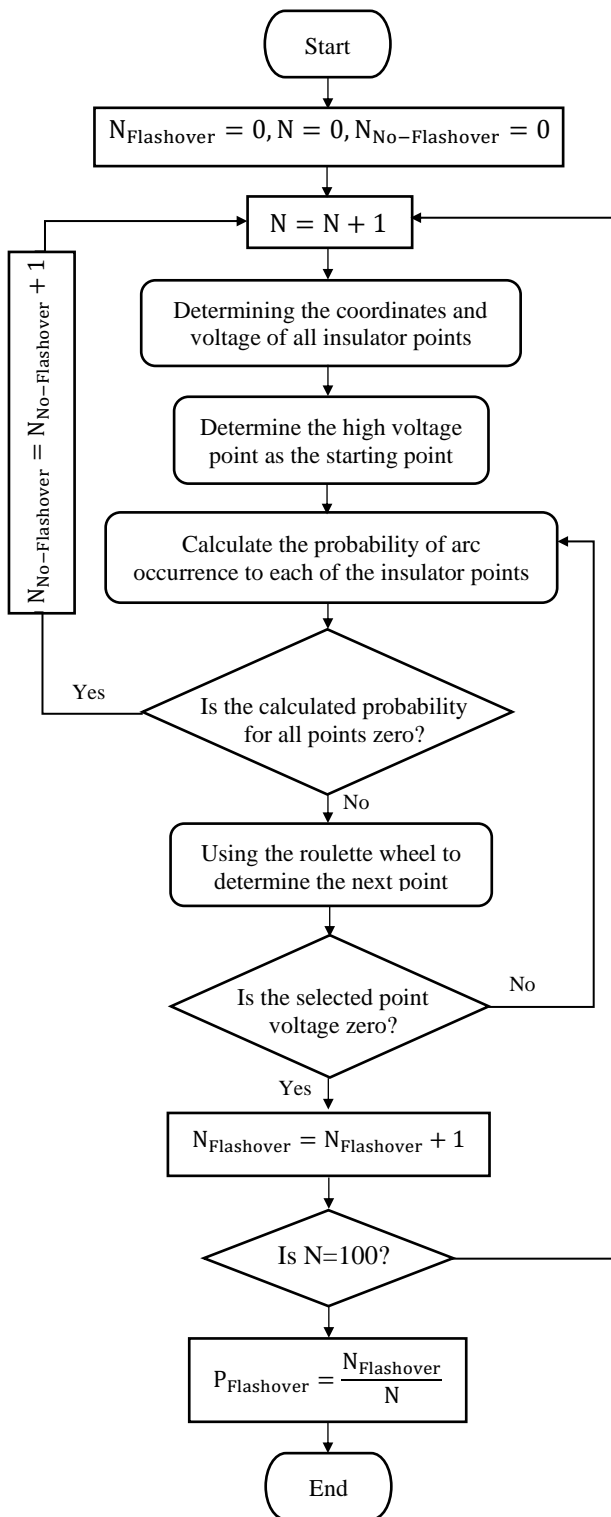 Start
N_Flashover = 0, N = 0, N_No−Flashover = 0
N = N + 1
N_No−Flashover = N_No−Flashover + 1
Determining the coordinates and
voltage of all insulator points
Determine the high voltage
point as the starting point
Calculate the probability of arc
occurrence to each of the insulator points
Yes
Is the calculated probability
for all points zero?
No
Using the roulette wheel to
determine the next point
Is the selected point
voltage zero?
No
Yes
N_Flashover = N_Flashover + 1
Is N=100?
P_Flashover = N_Flashover / N
End